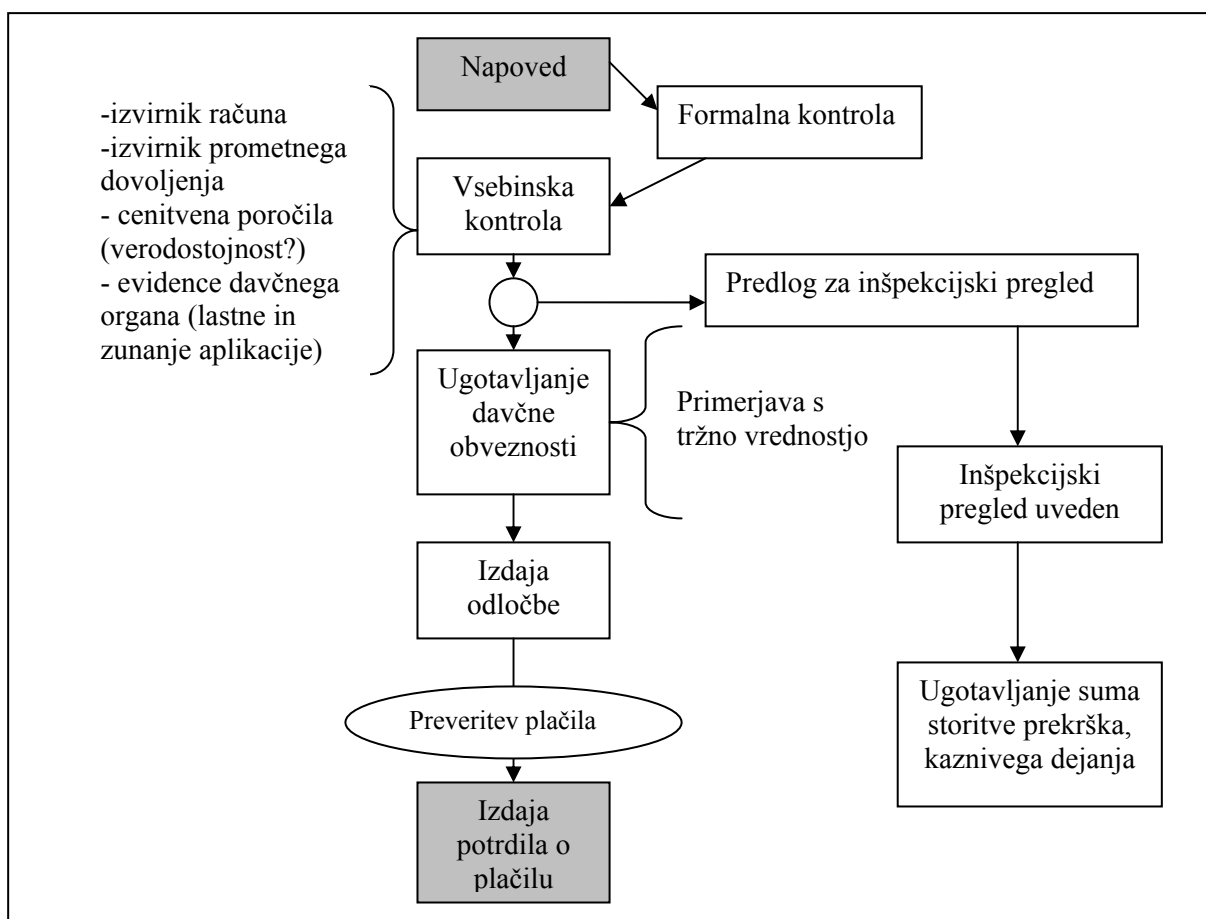 Napoved
Formalna kontrola
-izvirnik računa
-izvirnik prometnega
dovoljenja
- cenitvena poročila
(verodostojnost?)
- evidence davčnega
organa (lastne in
zunanje aplikacije)
Vsebinska
kontrola
Predlog za inšpekcijski pregled
Ugotavljanje
davčne
obveznosti
Primerjava s
tržno vrednostjo
Inšpekcijski
pregled uveden
Izdaja
odločbe
Ugotavljanje suma
storitve prekrška,
kaznivega dejanja
Preveritev plačila
Izdaja
potrdila o
plačilu